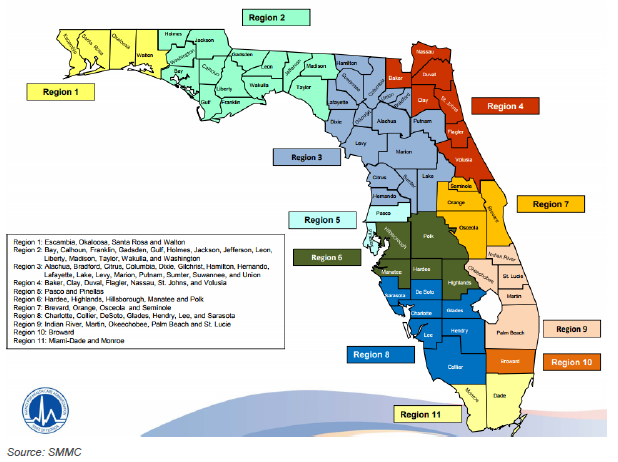 Region 2
Holmes
Jackson
Escambia
Santa Rosa
Okaloosa
Walton
Washington
Gadsden
Nassau
Hamilton
Madison
Leon
Jefferson
Calhoun
Bay
Baker
Duval
Suwannee
Columbia
Region 1
Liberty
Wakulla
Taylor
Union
Bradford
Clay
St. Johns
Region 4
Gulf
Franklin
Lafayette
Dixie
Gilchrist
Alachua
Putnam
Flagler
Levy
Marion
Volusia
Region 3
Citrus
Sumter
Lake
Seminole
Hernando
Orange
Region 7
Region 5
Pasco
Brevard
Osceola
Hillsborough
Polk
Region 1: Escambia, Okaloosa, Santa Rosa and Walton
Region 2: Bay, Calhoun, Franklin, Gadsden, Gulf, Holmes, Jackson, Jefferson, Leon,
Liberty, Madison, Taylor, Wakulla, and Washington
Region 3: Alachua, Bradford, Citrus, Columbia, Dixie, Gilchrist, Hamilton, Hernando,
Lafayette, Lake, Levy, Marion, Putnam, Sumter, Suwannee, and Union
Region 4: Baker, Clay, Duval, Flagler, Nassau, St. Johns, and Volusia
Region 5: Pasco and Pinellas
Region 6: Hardee, Highlands, Hillsborough, Manatee and Polk
Region 7: Brevard, Orange, Osceola and Seminole
Region 8: Charlotte, Collier, DeSoto, Glades, Hendry, Lee, and Sarasota
Region 9: Indian River, Martin, Okeechobee, Palm Beach and St. Lucie
Region 10: Broward
Region 11: Miami-Dade and Monroe
Region 6
Indian River
Manatee
Hardee
Okeechobee
St. Lucie
Highlands
Sarasota
De Soto
Martin
Charlotte
Glades
Lee
Hendry
Palm Beach
Region 9
Region 8
Collier
Broward
Region 10
Monroe
Dade
Region 11
Source: SMMC